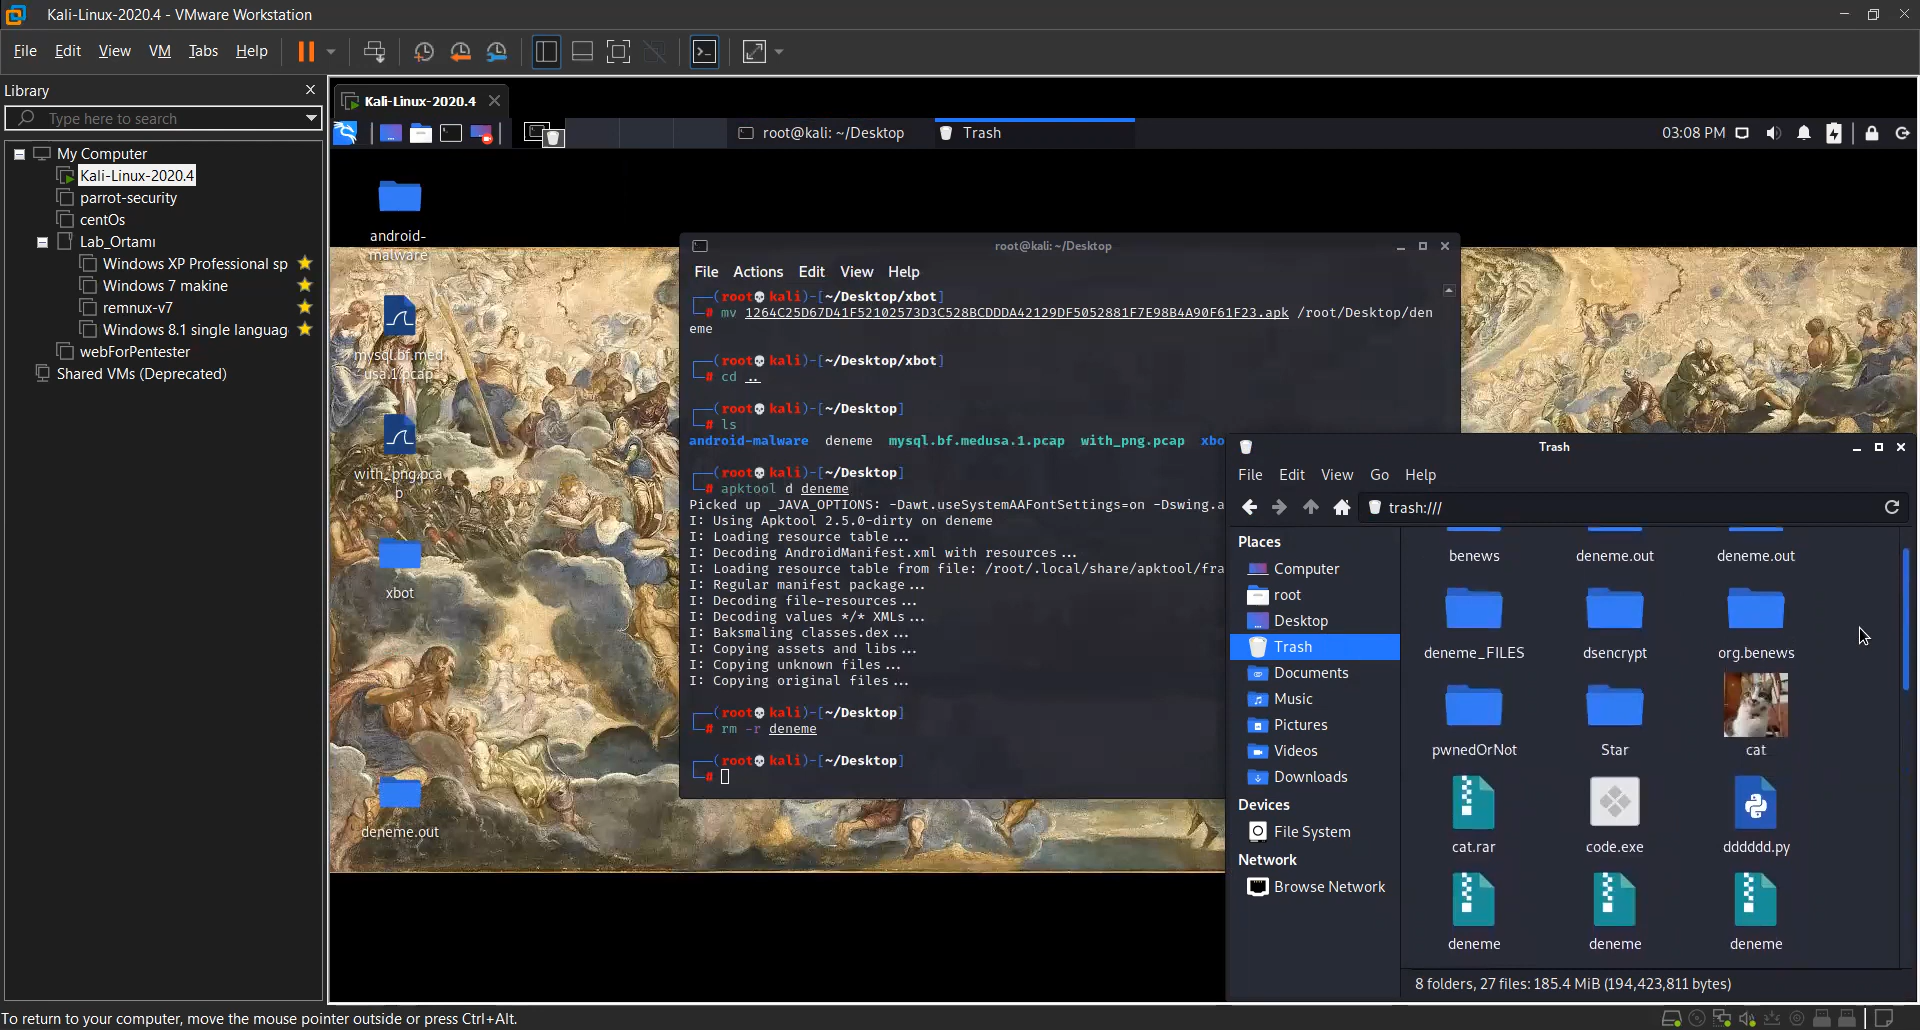 Kali-Linux-2020.4 - VMware Workstation
File Edit View VM Tabs Help
Library
Type here to search
My Computer
Kali-Linux-2020.4
parrot-security
centOs
Lab_Ortamı
Windows XP Professional sp
Windows 7 makine
remnux-v7
Windows 8.1 single languag
webForPentester
Shared VMs (Deprecated)
Kali-Linux-2020.4
root@kali: ~/Desktop
Trash
03:08 PM
android-
malware
mysql.bf.med
usa.1.pcap
with_png.pca
p
xbot
deneme.out
root@kali: ~/Desktop
File Actions Edit View Help
(root💀kali)-[~/Desktop/xbot]
# mv 1264C25D67D41F52102573D3C528BCDDDA42129DF5052881F7E98B4A90F61F23.apk /root/Desktop/den
eme
(root💀kali)-[~/Desktop/xbot]
# cd ..
(root💀kali)-[~/Desktop]
# ls
android-malware deneme mysql.bf.medusa.1.pcap with_png.pcap xbo
(root💀kali)-[~/Desktop]
# apktool d deneme
Picked up _JAVA_OPTIONS: -Dawt.useSystemAAFontSettings=on -Dswing.a
I: Using Apktool 2.5.0-dirty on deneme
I: Loading resource table...
I: Decoding AndroidManifest.xml with resources...
I: Loading resource table from file: /root/.local/share/apktool/fra
I: Regular manifest package...
I: Decoding file-resources...
I: Decoding values */* XMLs...
I: Baksmaling classes.dex...
I: Copying assets and libs...
I: Copying unknown files...
I: Copying original files...
(root💀kali)-[~/Desktop]
# rm -r deneme
(root💀kali)-[~/Desktop]
#
Trash
File Edit View Go Help
trash:///
Places
Computer
root
Desktop
Trash
Documents
Music
Pictures
Videos
Downloads
Devices
File System
Network
Browse Network
benews deneme.out deneme.out
deneme_FILES dsencrypt org.benews
pwnedOrNot Star cat
cat.rar code.exe dddddd.py
deneme deneme deneme
8 folders, 27 files: 185.4 MiB (194,423,811 bytes)
To return to your computer, move the mouse pointer outside or press Ctrl+Alt.